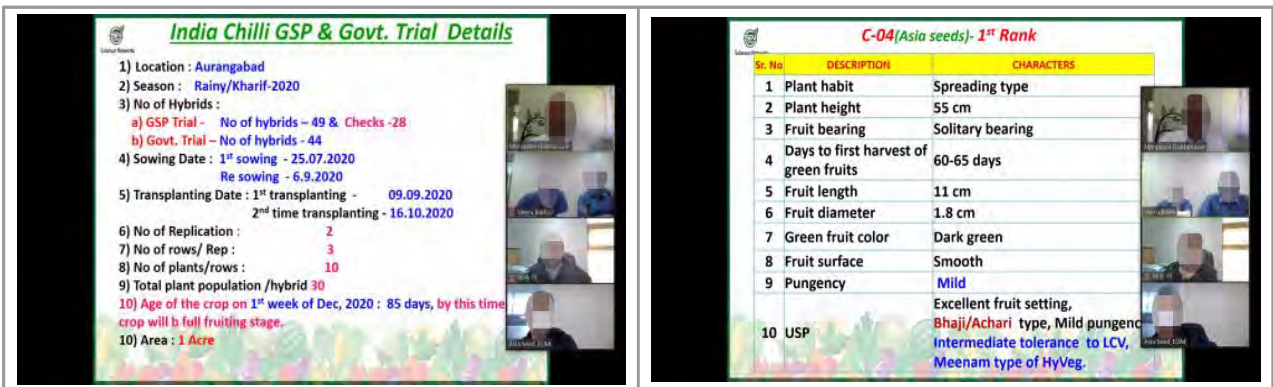 India Chilli GSP & Govt. Trial Details
1) Location : Aurangabad
2) Season : Rainy/Kharif-2020
3) No of Hybrids :
a) GSP Trial - No of hybrids – 49 & Checks -28
b) Govt. Trial – No of hybrids - 44
4) Sowing Date : 1st sowing - 25.07.2020
Re sowing - 6.9.2020
5) Transplanting Date : 1st transplanting - 09.09.2020
2nd time transplanting - 16.10.2020
6) No of Replication : 2
7) No of rows/ Rep : 3
8) No of plants/rows : 10
9) Total plant population /hybrid 30
10) Age of the crop on 1st week of Dec, 2020 : 85 days, by this time
crop will b full fruiting stage.
10) Area : 1 Acre
C-04(Asia seeds)- 1st Rank
Sr. No DESCRIPTION CHARACTERS
1 Plant habit Spreading type
2 Plant height 55 cm
3 Fruit bearing Solitary bearing
4 Days to first harvest of green fruits 60-65 days
5 Fruit length 11 cm
6 Fruit diameter 1.8 cm
7 Green fruit color Dark green
8 Fruit surface Smooth
9 Pungency Mild
10 USP Excellent fruit setting,
Bhaji/Achari type, Mild pungenc
Intermediate tolerance to LCV,
Meenam type of HyVeg.